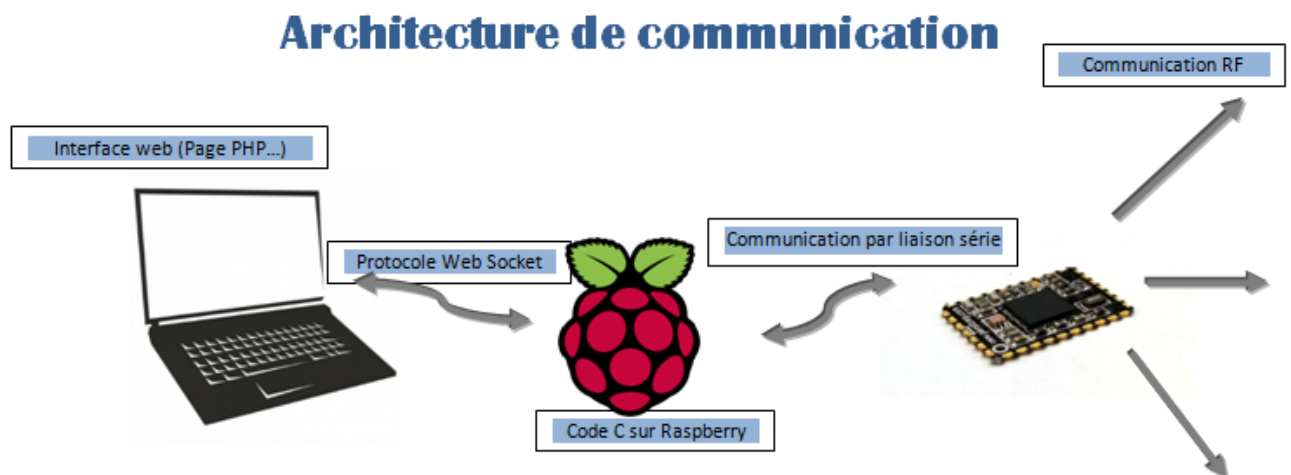 Architecture de communication
Communication RF
Interface web (Page PHP...)
Communication par liaison série
Protocole Web Socket
Code C sur Raspberry